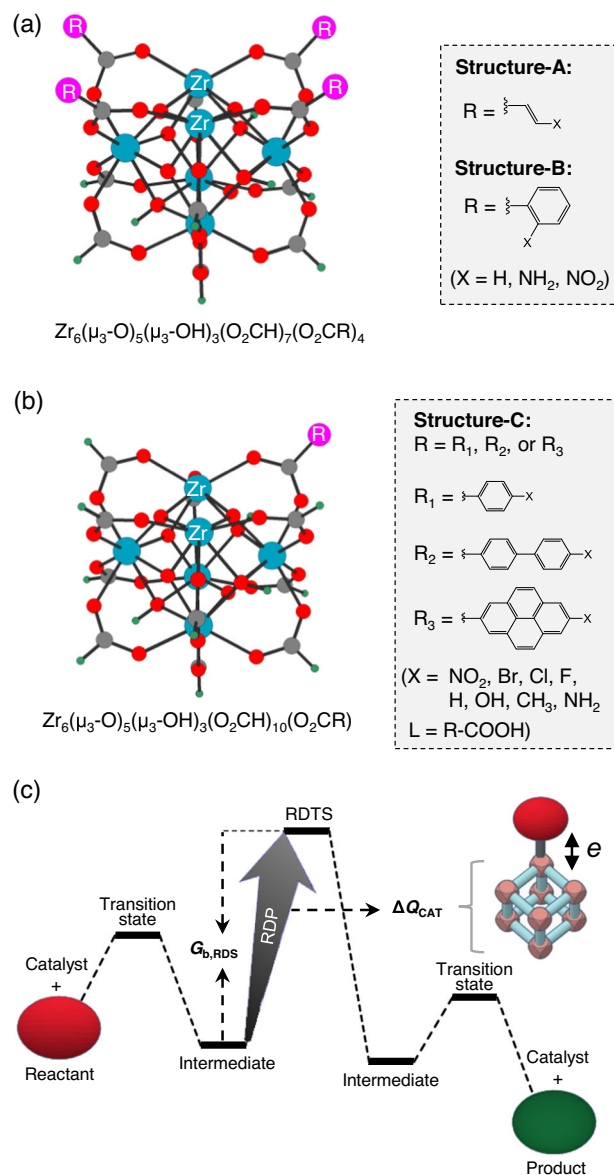 (a)
R
R
R
R
Zr
Zr
Zr₆(μ₃-O)₅(μ₃-OH)₃(O₂CH)₇(O₂CR)₄
Structure-A:
R =
X
Structure-B:
R =
X
(X = H, NH₂, NO₂)
(b)
R
Zr
Zr
Zr₆(μ₃-O)₅(μ₃-OH)₃(O₂CH)₁₀(O₂CR)
Structure-C:
R = R₁, R₂, or R₃
R₁ = X
R₂ = X
R₃ = X
(X = NO₂, Br, Cl, F,
H, OH, CH₃, NH₂
L = R-COOH)
(c)
RDTS
Transition
state
Catalyst
+
Reactant
G_b,RDS
RDP
ΔQ_CAT
e
Intermediate
Intermediate
Transition
state
Catalyst
+
Product